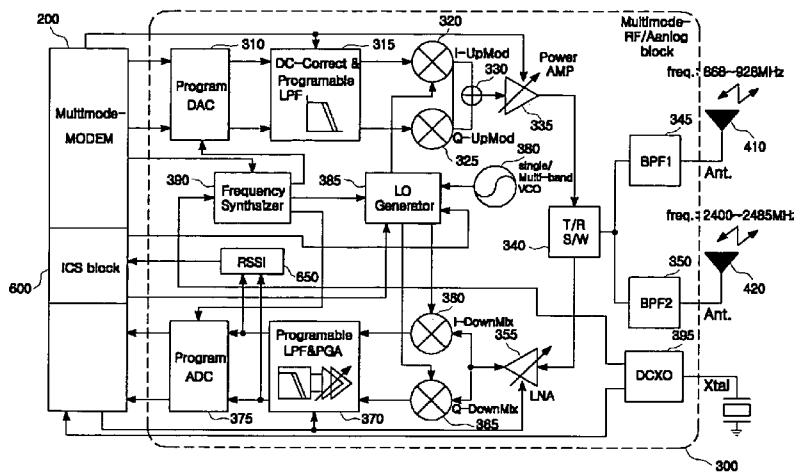 200
310
315
320
Multimode-
RF/Aanlog
block
DC-Correct &
Programable
LPF
I-UpMod
330
Power
AMP
Program
DAC
Multimode-
MODEM
freq.: 868~928MHz
345
335
Q-UpMod
325
380
410
BPF1
Ant.
390
385
single/
Multi-band
VCO
Frequency
Synthaizer
LO
Generator
T/R
S/W
340
freq.: 2400~2485MHz
600
ICS block
RSSI
650
350
BPF2
420
Ant.
380
I-DownMix
355
395
Program
ADC
Programable
LPF&PGA
LNA
DCXO
Xtal
Q-DownMix
375
370
365
300